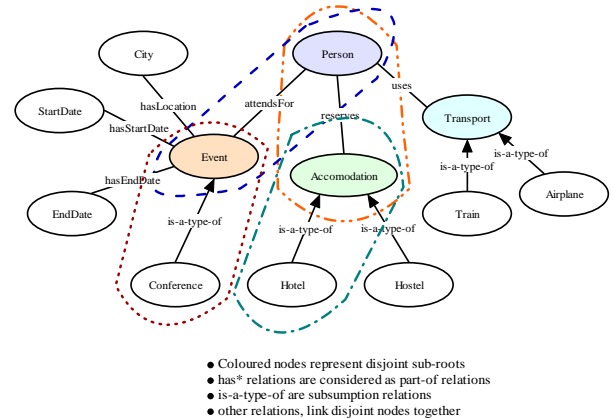 City
Person
hasLocation
uses
StartDate
attendsFor
reserves
Transport
hasStartDate
Event
is-a-type-of
is-a-type-of
hasEndDate
Accomodation
EndDate
Train
Airplane
is-a-type-of
is-a-type-of
is-a-type-of
Conference
Hotel
Hostel
● Coloured nodes represent disjoint sub-roots
● has* relations are considered as part-of relations
● is-a-type-of are subsumption relations
● other relations, link disjoint nodes together